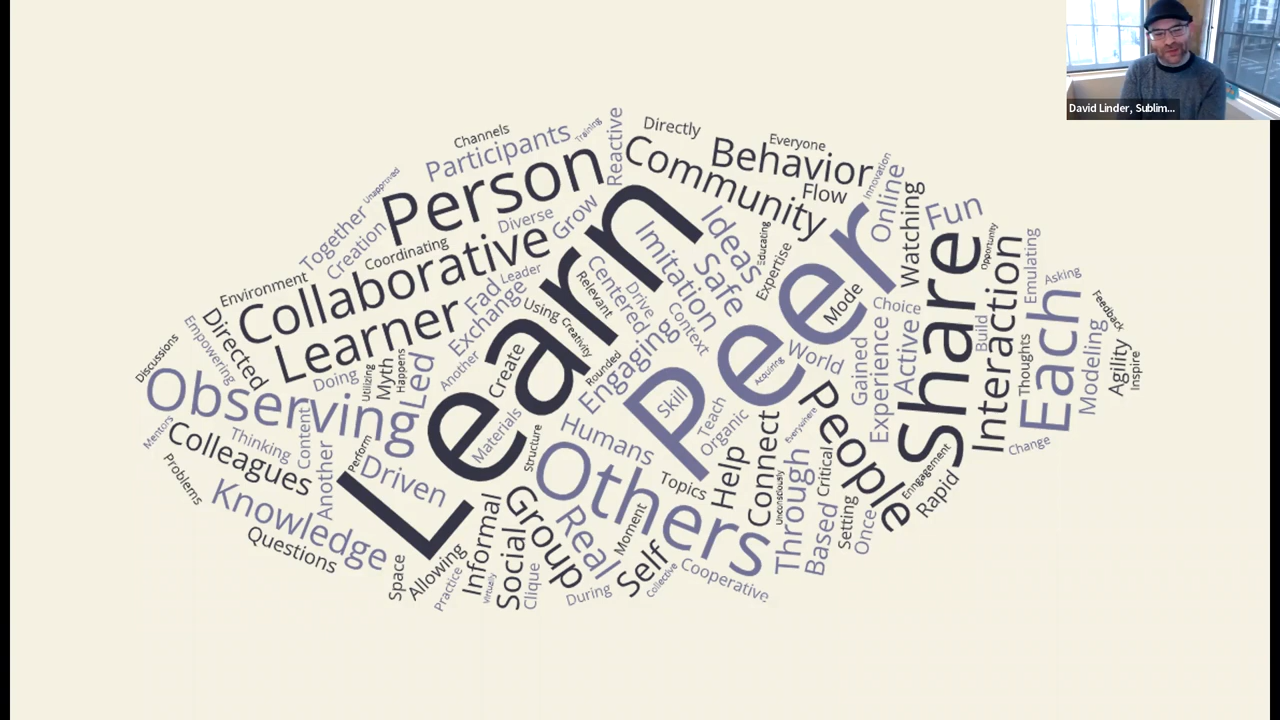 David Linder, Sublim...
Channels
Participants
Training
Reactive
Directly
Everyone
Behavior
Community
Flow
Innovation
Online
Watching
Fun
Unapproved
Person
Together
Creation
Coordinating
Diverse
Grow
Collaborative
Environment
Learner
Fad
Leader
Exchange
Learn
Using
Creativity
Relevant
Centered
Drive
Imitation
Context
Ideas
Safe
Educating
Expertise
Peer
Mode
Choice
World
Acquiring
Share
Opportunity
Interaction
Emulating
Asking
Build
Thoughts
Each
Modeling
Feedback
Agility
Inspire
Change
Gained
Experience
Active
Discussions
Empowering
Directed
Doing
Utilizing
Myth
Happens
Led
Another
Create
Rounded
Engaging
bg
Skill
Teach
Organic
Observing
Mentors
Colleagues
Thinking
Content
Another
Perform
Driven
Materials
Structure
Humans
Others
Topics
Help
Connect
Everywhere
Unconsciously
Through
Critical
People
Enngagement
Rapid
Problems
Knowledge
Questions
Space
Allowing
Practice
Informal
Virtually
Social
Clique
Group
Real
Moment
During
Self
Collective
Cooperative
Based
Setting
Once